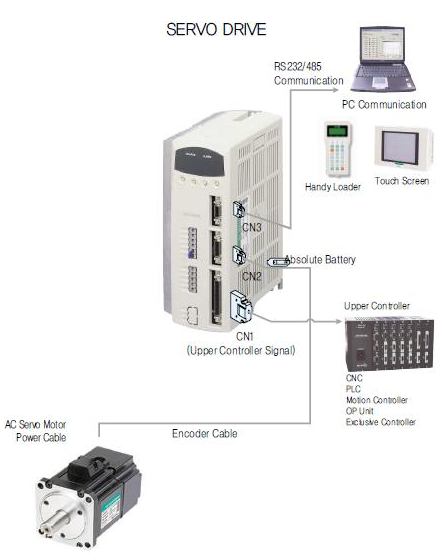 SERVO DRIVE
RS232/485
Communication
PC Communication
Handy Loader
Touch Screen
CN3
Absolute Battery
CN2
Upper Controller
CN1
(Upper Controller Signal)
CNC
PLC
Motion Controller
OP Unit
Exclusive Controller
AC Servo Motor
Power Cable
Encoder Cable